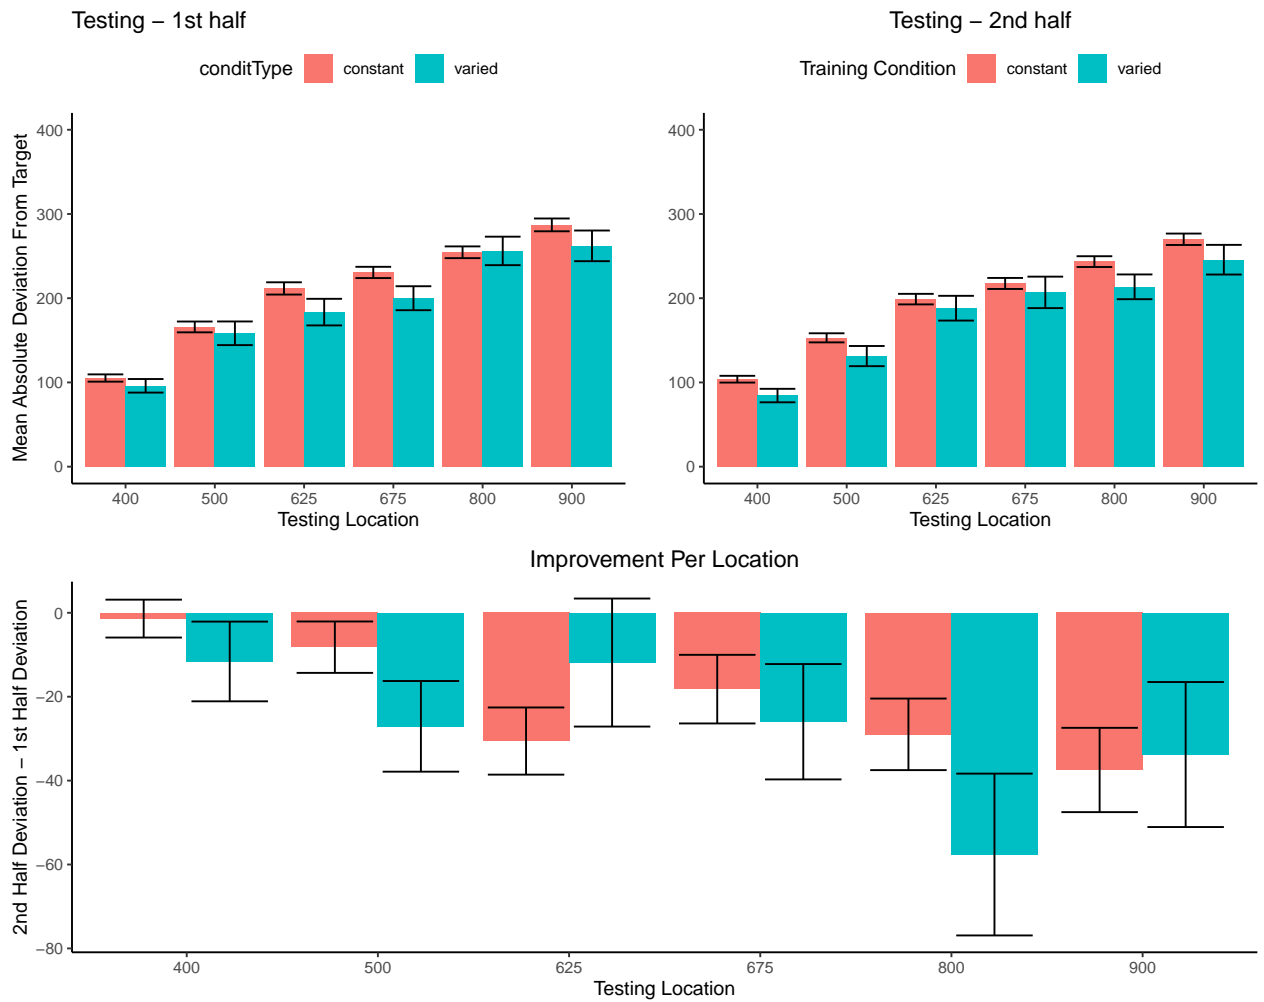 Testing – 1st half
conditType constant varied
Mean Absolute Deviation From Target
400
300
200
100
0
400 500 625 675 800 900
Testing Location
Testing – 2nd half
Training Condition constant varied
400
300
200
100
0
400 500 625 675 800 900
Testing Location
Improvement Per Location
2nd Half Deviation – 1st Half Deviation
0
−20
−40
−60
−80
400 500 625 675 800 900
Testing Location